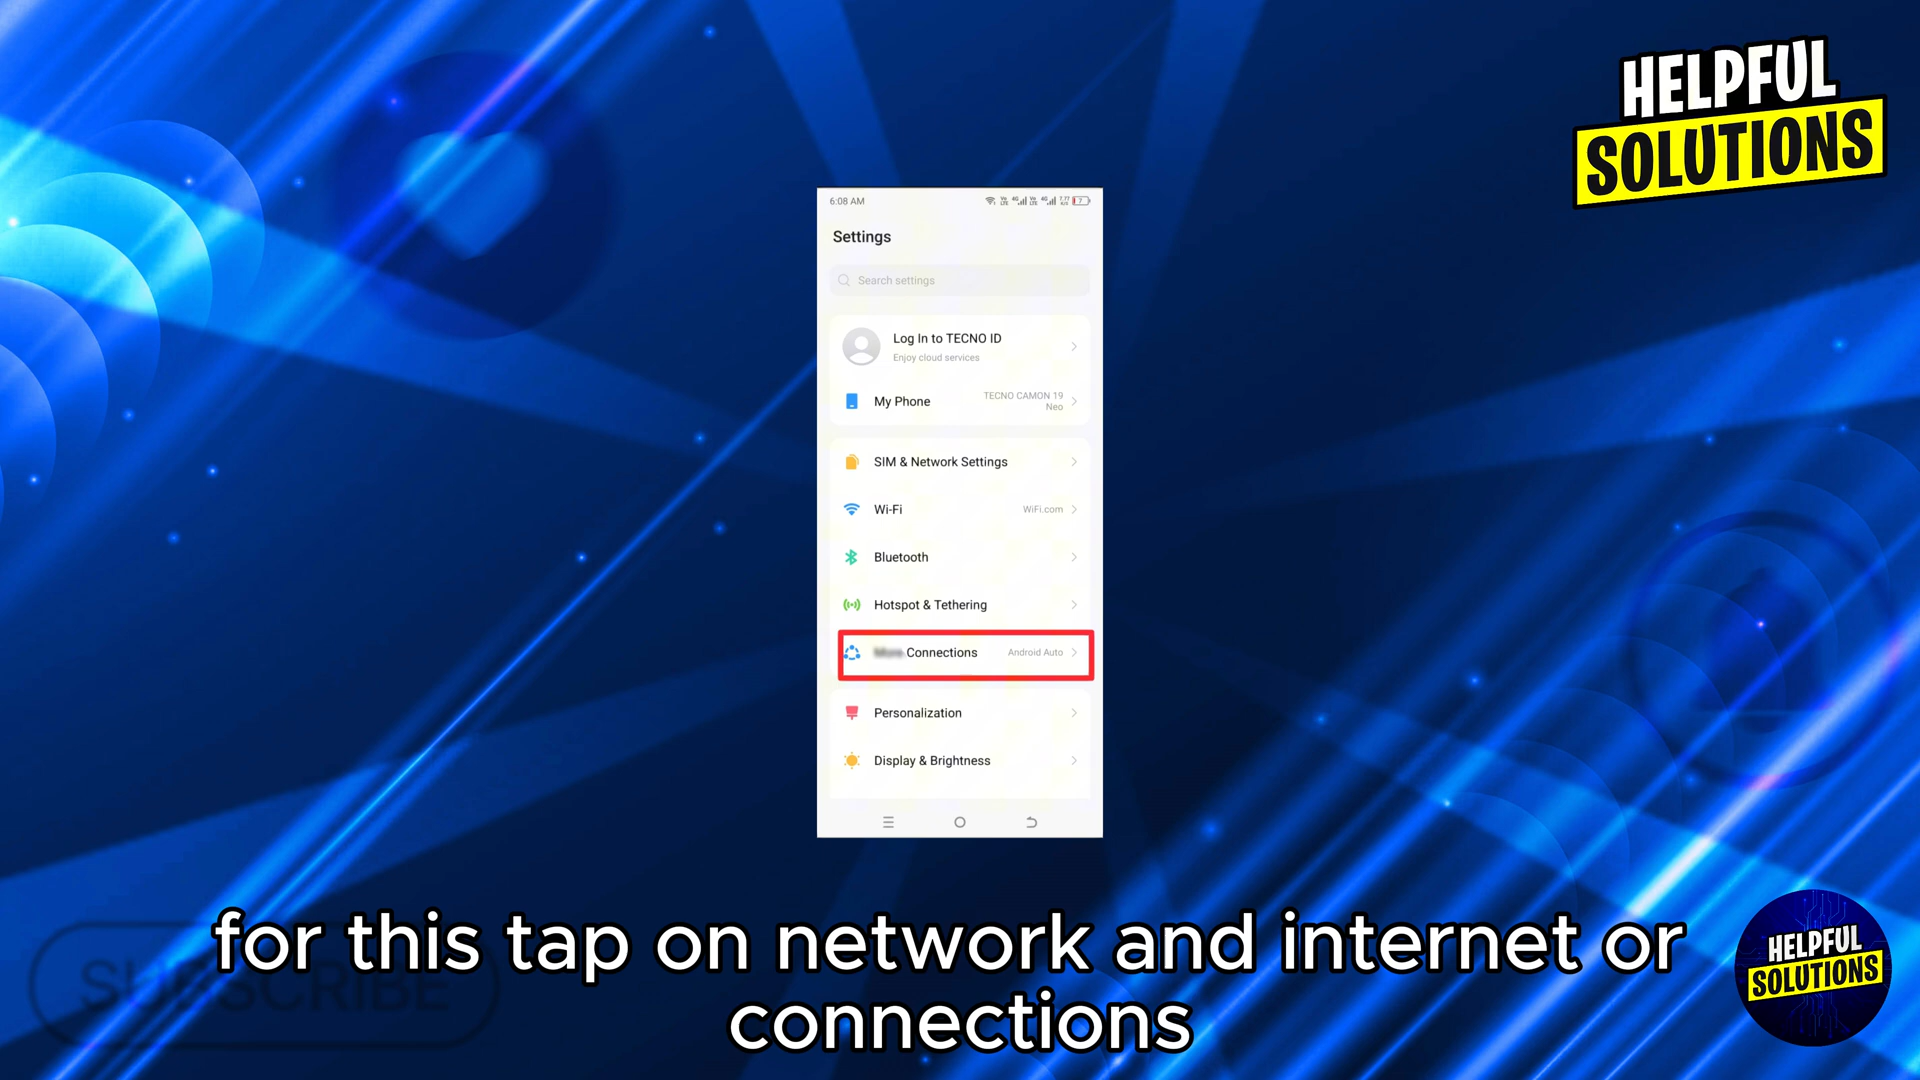 HELPFUL
SOLUTIONS
6:08 AM
Settings
Search settings
Log In to TECNO ID
Enjoy cloud services
My Phone
TECNO CAMON 19
Neo
SIM & Network Settings
Wi-Fi
WiFi.com
Bluetooth
Hotspot & Tethering
More Connections
Android Auto
Personalization
Display & Brightness
for this tap on network and internet or
connections
SUBSCRIBE
HELPFUL
SOLUTIONS